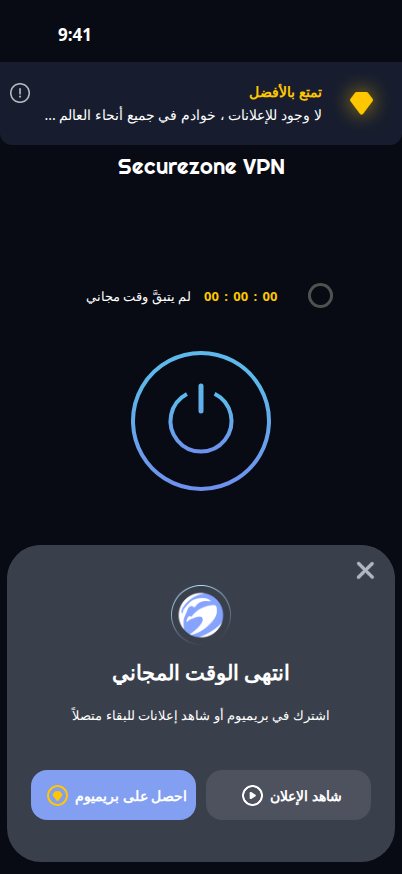 9:41
تمتع بالأفضل
لا وجود للإعلانات ، خوادم في جميع أنحاء العالم ...
Securezone VPN
00 : 00 : 00 لم يتبقَّ وقت مجاني
انتهى الوقت المجاني
اشترك في بريميوم أو شاهد إعلانات للبقاء متصلاً
شاهد الإعلان
احصل على بريميوم